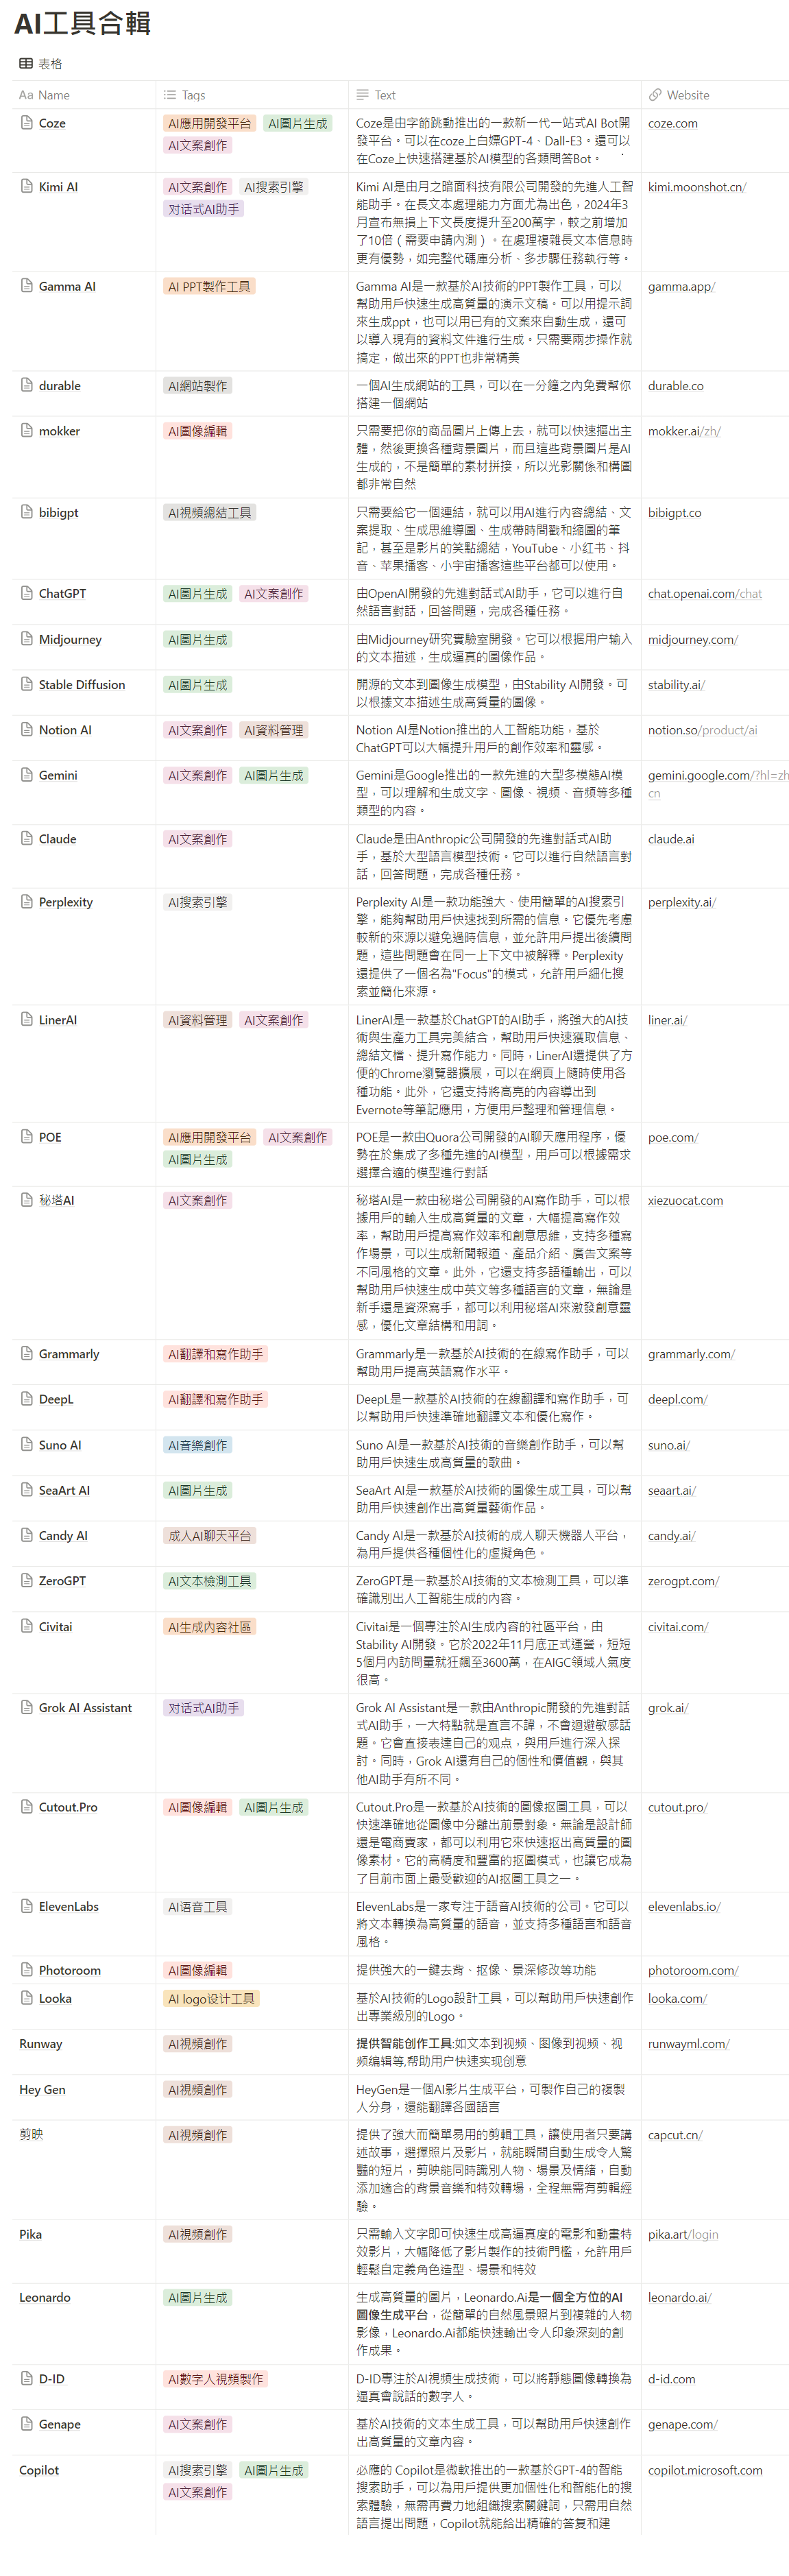 AI工具合輯
表格
Aa Name
Tags
Text
Website
Coze
AI應用開發平台 AI圖片生成
AI文案創作
Coze是由字節跳動推出的一款新一代一站式AI Bot開
發平台。可以在coze上白嫖GPT-4、Dall-E3。還可以
在Coze上快速搭建基於AI模型的各類問答Bot。
coze.com
Kimi AI
AI文案創作 AI搜索引擎
对话式AI助手
Kimi AI是由月之暗面科技有限公司開發的先進人工智
能助手。在長文本處理能力方面尤為出色，2024年3
月宣布無損上下文長度提升至200萬字，較之前增加
了10倍（需要申請內測）。在處理複雜長文本信息時
更有優勢，如完整代碼庫分析、多步驟任務執行等。
kimi.moonshot.cn/
Gamma AI
AI PPT製作工具
Gamma AI是一款基於AI技術的PPT製作工具，可以
幫助用戶快速生成高質量的演示文稿。可以用提示詞
來生成ppt，也可以用已有的文案來自動生成，還可
以導入現有的資料文件進行生成。只需要兩步操作就
搞定，做出來的PPT也非常精美
gamma.app/
durable
AI網站製作
一個AI生成網站的工具，可以在一分鐘之內免費幫你
搭建一個網站
durable.co
mokker
AI圖像編輯
只需要把你的商品圖片上傳上去，就可以快速摳出主
體，然後更換各種背景圖片，而且這些背景圖片是AI
生成的，不是簡單的素材拼接，所以光影關係和構圖
都非常自然
mokker.ai/zh/
bibigpt
AI視頻總結工具
只需要給它一個連結，就可以用AI進行內容總結、文
案提取、生成思維導圖、生成帶時間戳和縮圖的筆
記，甚至是影片的笑點總結，YouTube、小红书、抖
音、苹果播客、小宇宙播客這些平台都可以使用。
bibigpt.co
ChatGPT
AI圖片生成 AI文案創作
由OpenAI開發的先進對話式AI助手，它可以進行自
然語言對話，回答問題，完成各種任務。
chat.openai.com/chat
Midjourney
AI圖片生成
由Midjourney研究實驗室開發。它可以根据用户输入
的文本描述，生成逼真的圖像作品。
midjourney.com/
Stable Diffusion
AI圖片生成
開源的文本到圖像生成模型，由Stability AI開發。可
以根據文本描述生成高質量的圖像。
stability.ai/
Notion AI
AI文案創作 AI資料管理
Notion AI是Notion推出的人工智能功能，基於
ChatGPT可以大幅提升用戶的創作效率和靈感。
notion.so/product/ai
Gemini
AI文案創作 AI圖片生成
Gemini是Google推出的一款先進的大型多模態AI模
型，可以理解和生成文字、圖像、視頻、音頻等多種
類型的內容。
gemini.google.com/?hl=zh
cn
Claude
AI文案創作
Claude是由Anthropic公司開發的先進對話式AI助
手，基於大型語言模型技術。它可以進行自然語言對
話，回答問題，完成各種任務。
claude.ai
Perplexity
AI搜索引擎
Perplexity AI是一款功能強大、使用簡單的AI搜索引
擎，能夠幫助用戶快速找到所需的信息。它優先考慮
較新的來源以避免過時信息，並允許用戶提出後續問
題，這些問題會在同一上下文中被解釋。Perplexity
還提供了一個名為"Focus"的模式，允許用戶細化搜
索並簡化來源。
perplexity.ai/
LinerAI
AI資料管理 AI文案創作
LinerAI是一款基於ChatGPT的AI助手，將強大的AI技
術與生產力工具完美結合，幫助用戶快速獲取信息、
總結文檔、提升寫作能力。同時，LinerAI還提供了方
便的Chrome瀏覽器擴展，可以在網頁上隨時使用各
種功能。此外，它還支持將高亮的內容導出到
Evernote等筆記應用，方便用戶整理和管理信息。
liner.ai/
POE
AI應用開發平台 AI文案創作
AI圖片生成
POE是一款由Quora公司開發的AI聊天應用程序，優
勢在於集成了多種先進的AI模型，用戶可以根據需求
選擇合適的模型進行對話
poe.com/
秘塔AI
AI文案創作
秘塔AI是一款由秘塔公司開發的AI寫作助手，可以根
據用戶的輸入生成高質量的文章，大幅提高寫作效
率，幫助用戶提高寫作效率和創意思維，支持多種寫
作場景，可以生成新聞報道、產品介紹、廣告文案等
不同風格的文章。此外，它還支持多語種輸出，可以
幫助用戶快速生成中英文等多種語言的文章，無論是
新手還是資深寫手，都可以利用秘塔AI來激發創意靈
感，優化文章結構和用詞。
xiezuocat.com
Grammarly
AI翻譯和寫作助手
Grammarly是一款基於AI技術的在線寫作助手，可以
幫助用戶提高英語寫作水平。
grammarly.com/
DeepL
AI翻譯和寫作助手
DeepL是一款基於AI技術的在線翻譯和寫作助手，可
以幫助用戶快速準確地翻譯文本和優化寫作。
deepl.com/
Suno AI
AI音樂創作
Suno AI是一款基於AI技術的音樂創作助手，可以幫
助用戶快速生成高質量的歌曲。
suno.ai/
SeaArt AI
AI圖片生成
SeaArt AI是一款基於AI技術的圖像生成工具，可以幫
助用戶快速創作出高質量藝術作品。
seaart.ai/
Candy AI
成人AI聊天平台
Candy AI是一款基於AI技術的成人聊天機器人平台，
為用戶提供各種個性化的虛擬角色。
candy.ai/
ZeroGPT
AI文本檢測工具
ZeroGPT是一款基於AI技術的文本檢測工具，可以準
確識別出人工智能生成的內容。
zerogpt.com/
Civitai
AI生成內容社區
Civitai是一個專注於AI生成內容的社區平台，由
Stability AI開發。它於2022年11月底正式運營，短短
5個月內訪問量就狂飆至3600萬，在AIGC領域人氣度
很高。
civitai.com/
Grok AI Assistant
对话式AI助手
Grok AI Assistant是一款由Anthropic開發的先進對話
式AI助手，一大特點就是直言不諱，不會迴避敏感話
題。它會直接表達自己的观点，與用戶進行深入探
討。同時，Grok AI還有自己的個性和價值觀，與其
他AI助手有所不同。
grok.ai/
Cutout.Pro
AI圖像編輯 AI圖片生成
Cutout.Pro是一款基於AI技術的圖像抠圖工具，可以
快速準確地從圖像中分離出前景對象。無論是設計師
還是電商賣家，都可以利用它來快速抠出高質量的圖
像素材。它的高精度和豐富的抠圖模式，也讓它成為
了目前市面上最受歡迎的AI抠圖工具之一。
cutout.pro/
ElevenLabs
AI语音工具
ElevenLabs是一家专注于語音AI技術的公司。它可以
將文本轉換為高質量的語音，並支持多種語言和語音
風格。
elevenlabs.io/
Photoroom
AI圖像編輯
提供強大的一鍵去背、抠像、景深修改等功能
photoroom.com/
Looka
AI logo设计工具
基於AI技術的Logo設計工具，可以幫助用戶快速創作
出專業級別的Logo。
looka.com/
Runway
AI視頻創作
提供智能创作工具:如文本到视频、图像到视频、视
频编辑等,帮助用户快速实现创意
runwayml.com/
Hey Gen
AI視頻創作
HeyGen是一個AI影片生成平台，可製作自己的複製
人分身，還能翻譯各國語言
剪映
AI視頻創作
提供了強大而簡單易用的剪輯工具，讓使用者只要講
述故事，選擇照片及影片，就能瞬間自動生成令人驚
豔的短片，剪映能同時識別人物、場景及情緒，自動
添加適合的背景音樂和特效轉場，全程無需有剪輯經
驗。
capcut.cn/
Pika
AI視頻創作
只需輸入文字即可快速生成高逼真度的電影和動畫特
效影片，大幅降低了影片製作的技術門檻，允許用戶
輕鬆自定義角色造型、場景和特效
pika.art/login
Leonardo
AI圖片生成
生成高質量的圖片，Leonardo.Ai是一個全方位的AI
圖像生成平台，從簡單的自然風景照片到複雜的人物
影像，Leonardo.Ai都能快速輸出令人印象深刻的創
作成果。
leonardo.ai/
D-ID
AI數字人視頻製作
D-ID專注於AI視頻生成技術，可以將靜態圖像轉換為
逼真會說話的數字人。
d-id.com
Genape
AI文案創作
基於AI技術的文本生成工具，可以幫助用戶快速創作
出高質量的文章內容。
genape.com/
Copilot
AI搜索引擎 AI圖片生成
AI文案創作
必應的 Copilot是微軟推出的一款基於GPT-4的智能
搜索助手，可以為用戶提供更加個性化和智能化的搜
索體驗，無需再費力地組織搜索關鍵詞，只需用自然
語言提出問題，Copilot就能給出精確的答复和建
copilot.microsoft.com